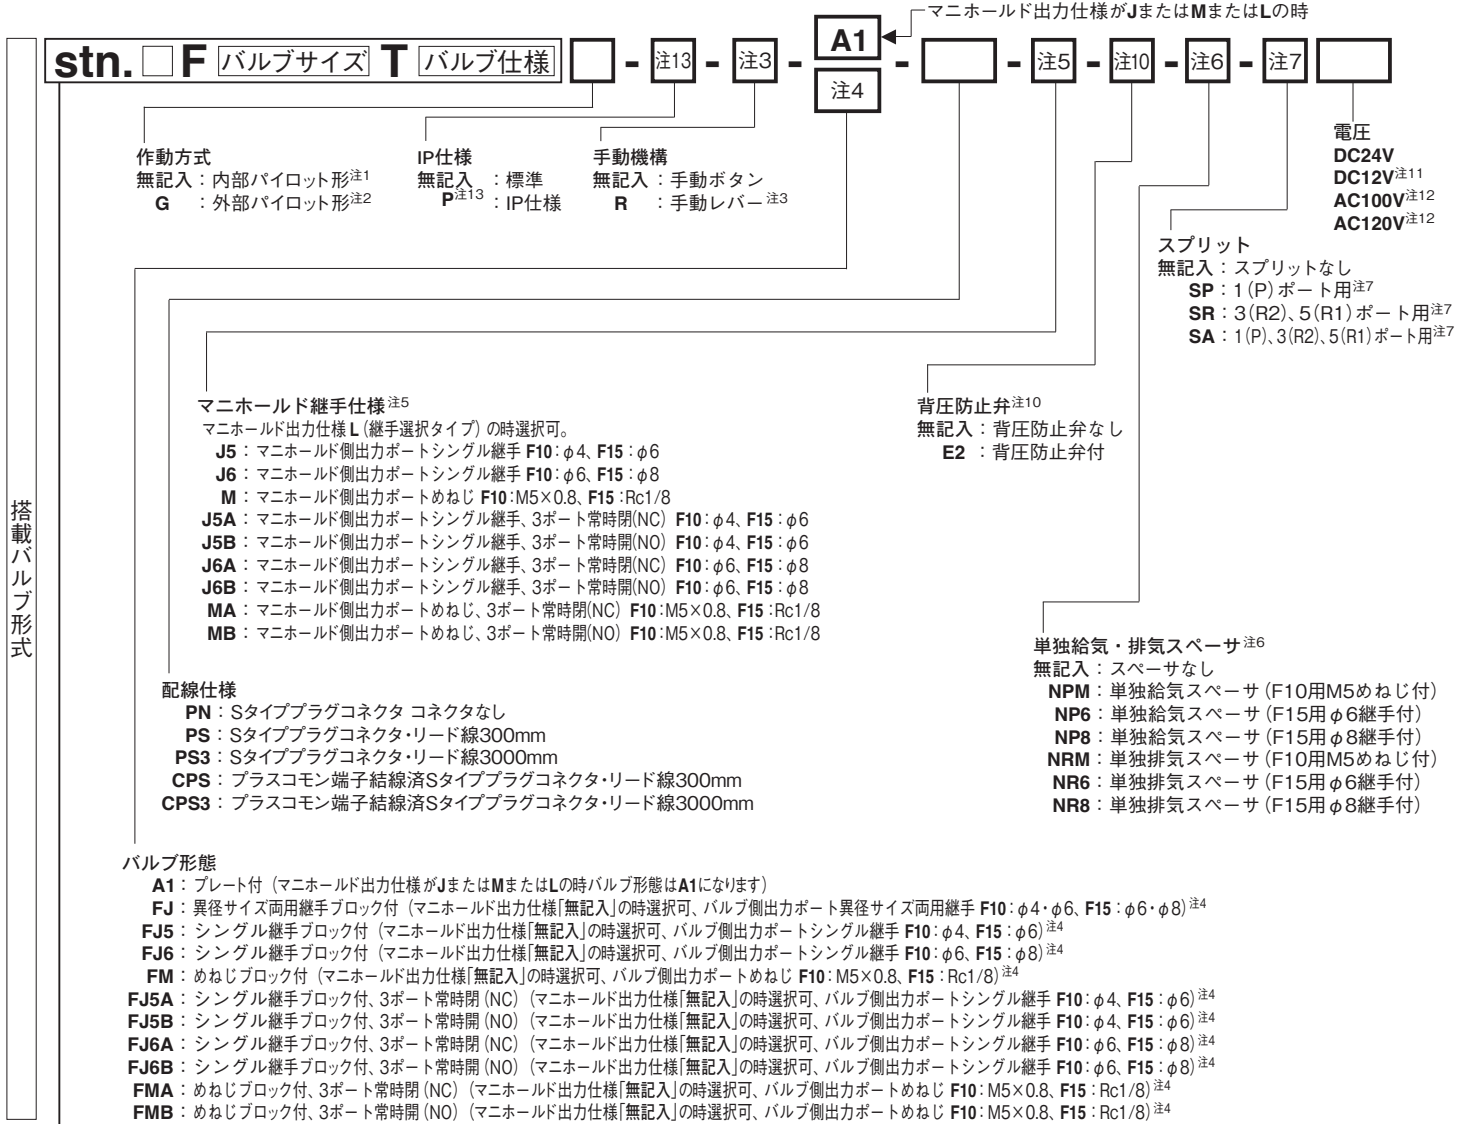 マニホールド出力仕様がJまたはMまたはLの時
stn. □ F バルブサイズ T バルブ仕様 □ - 注13 - 注3 - A1 注4 - □ - 注5 - 注10 - 注6 - 注7 □
搭載バルブ形式
作動方式
無記入：内部パイロット形注1
G ：外部パイロット形注2
IP仕様
無記入 ：標準
P注13 ：IP仕様
手動機構
無記入：手動ボタン
R ：手動レバー注3
電圧
DC24V
DC12V注11
AC100V注12
AC120V注12
スプリット
無記入：スプリットなし
SP：1(P)ポート用注7
SR：3(R2)、5(R1)ポート用注7
SA：1(P)、3(R2)、5(R1)ポート用注7
マニホールド継手仕様注5
マニホールド出力仕様L（継手選択タイプ）の時選択可。
J5：マニホールド側出力ポートシングル継手 F10：φ4、F15：φ6
J6：マニホールド側出力ポートシングル継手 F10：φ6、F15：φ8
M：マニホールド側出力ポートめねじ F10：M5×0.8、F15：Rc1/8
J5A：マニホールド側出力ポートシングル継手、3ポート常時閉(NC) F10：φ4、F15：φ6
J5B：マニホールド側出力ポートシングル継手、3ポート常時開(NO) F10：φ4、F15：φ6
J6A：マニホールド側出力ポートシングル継手、3ポート常時閉(NC) F10：φ6、F15：φ8
J6B：マニホールド側出力ポートシングル継手、3ポート常時開(NO) F10：φ6、F15：φ8
MA：マニホールド側出力ポートめねじ、3ポート常時閉(NC) F10：M5×0.8、F15：Rc1/8
MB：マニホールド側出力ポートめねじ、3ポート常時開(NO) F10：M5×0.8、F15：Rc1/8
背圧防止弁注10
無記入：背圧防止弁なし
E2 ：背圧防止弁付
単独給気・排気スペーサ注6
無記入：スペーサなし
NPM：単独給気スペーサ（F10用M5めねじ付）
NP6：単独給気スペーサ（F15用φ6継手付）
NP8：単独給気スペーサ（F15用φ8継手付）
NRM：単独排気スペーサ（F10用M5めねじ付）
NR6：単独排気スペーサ（F15用φ6継手付）
NR8：単独排気スペーサ（F15用φ8継手付）
配線仕様
PN：Sタイププラグコネクタ コネクタなし
PS：Sタイププラグコネクタ・リード線300mm
PS3：Sタイププラグコネクタ・リード線3000mm
CPS：プラスコモン端子結線済Sタイププラグコネクタ・リード線300mm
CPS3：プラスコモン端子結線済Sタイププラグコネクタ・リード線3000mm
バルブ形態
A1：プレート付（マニホールド出力仕様がJまたはMまたはLの時バルブ形態はA1になります）
FJ：異径サイズ両用継手ブロック付（マニホールド出力仕様「無記入」の時選択可、バルブ側出力ポート異径サイズ両用継手 F10：φ4・φ6、F15：φ6・φ8）注4
FJ5：シングル継手ブロック付（マニホールド出力仕様「無記入」の時選択可、バルブ側出力ポートシングル継手 F10：φ4、F15：φ6）注4
FJ6：シングル継手ブロック付（マニホールド出力仕様「無記入」の時選択可、バルブ側出力ポートシングル継手 F10：φ6、F15：φ8）注4
FM：めねじブロック付（マニホールド出力仕様「無記入」の時選択可、バルブ側出力ポートめねじ F10：M5×0.8、F15：Rc1/8）注4
FJ5A：シングル継手ブロック付、3ポート常時閉(NC)（マニホールド出力仕様「無記入」の時選択可、バルブ側出力ポートシングル継手 F10：φ4、F15：φ6）注4
FJ5B：シングル継手ブロック付、3ポート常時開(NO)（マニホールド出力仕様「無記入」の時選択可、バルブ側出力ポートシングル継手 F10：φ4、F15：φ6）注4
FJ6A：シングル継手ブロック付、3ポート常時閉(NC)（マニホールド出力仕様「無記入」の時選択可、バルブ側出力ポートシングル継手 F10：φ6、F15：φ8）注4
FJ6B：シングル継手ブロック付、3ポート常時開(NO)（マニホールド出力仕様「無記入」の時選択可、バルブ側出力ポートシングル継手 F10：φ6、F15：φ8）注4
FMA：めねじブロック付、3ポート常時閉(NC)（マニホールド出力仕様「無記入」の時選択可、バルブ側出力ポートめねじ F10：M5×0.8、F15：Rc1/8）注4
FMB：めねじブロック付、3ポート常時開(NO)（マニホールド出力仕様「無記入」の時選択可、バルブ側出力ポートめねじ F10：M5×0.8、F15：Rc1/8）注4